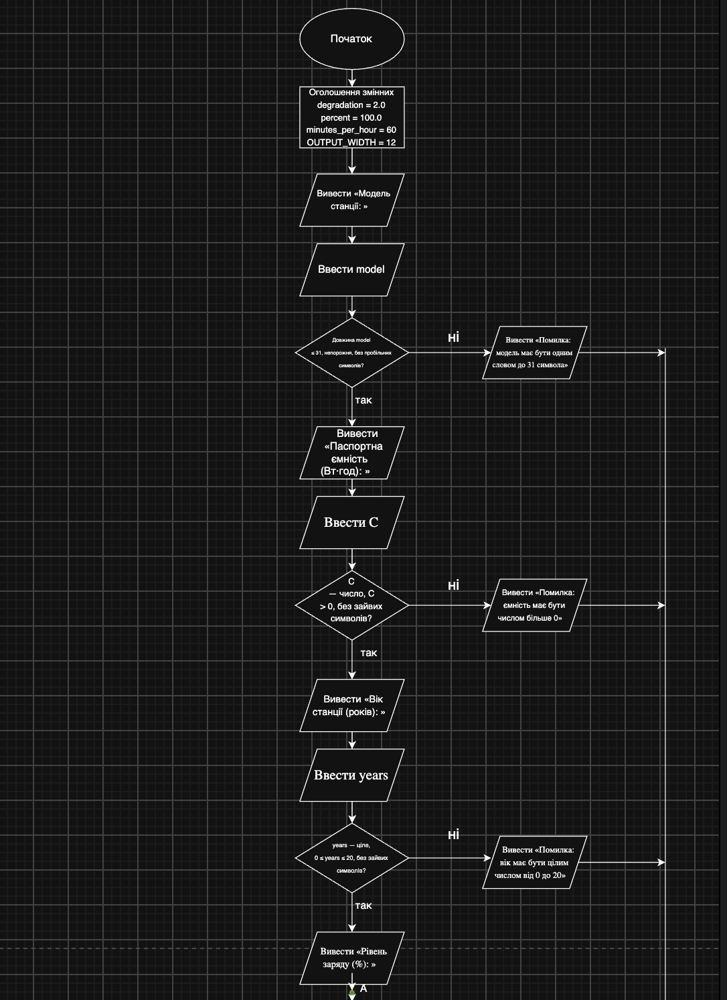 Початок
Оголошення змінних
degradation = 2.0
percent = 100.0
minutes_per_hour = 60
OUTPUT_WIDTH = 12
Вивести «Модель
станції: »
Ввести model
Довжина model
≤ 31, непорожня, без пробільних
символів?
ні
Вивести «Помилка:
модель має бути одним
словом до 31 символа»
так
Вивести
«Паспортна
ємність
(Вт·год): »
Ввести C
C
— число, C
> 0, без зайвих
символів?
ні
Вивести «Помилка:
ємність має бути
числом більше 0»
так
Вивести «Вік
станції (років): »
Ввести years
years — ціле,
0 ≤ years ≤ 20, без зайвих
символів?
ні
Вивести «Помилка:
вік має бути цілим
числом від 0 до 20»
так
Вивести «Рівень
заряду (%): »
A